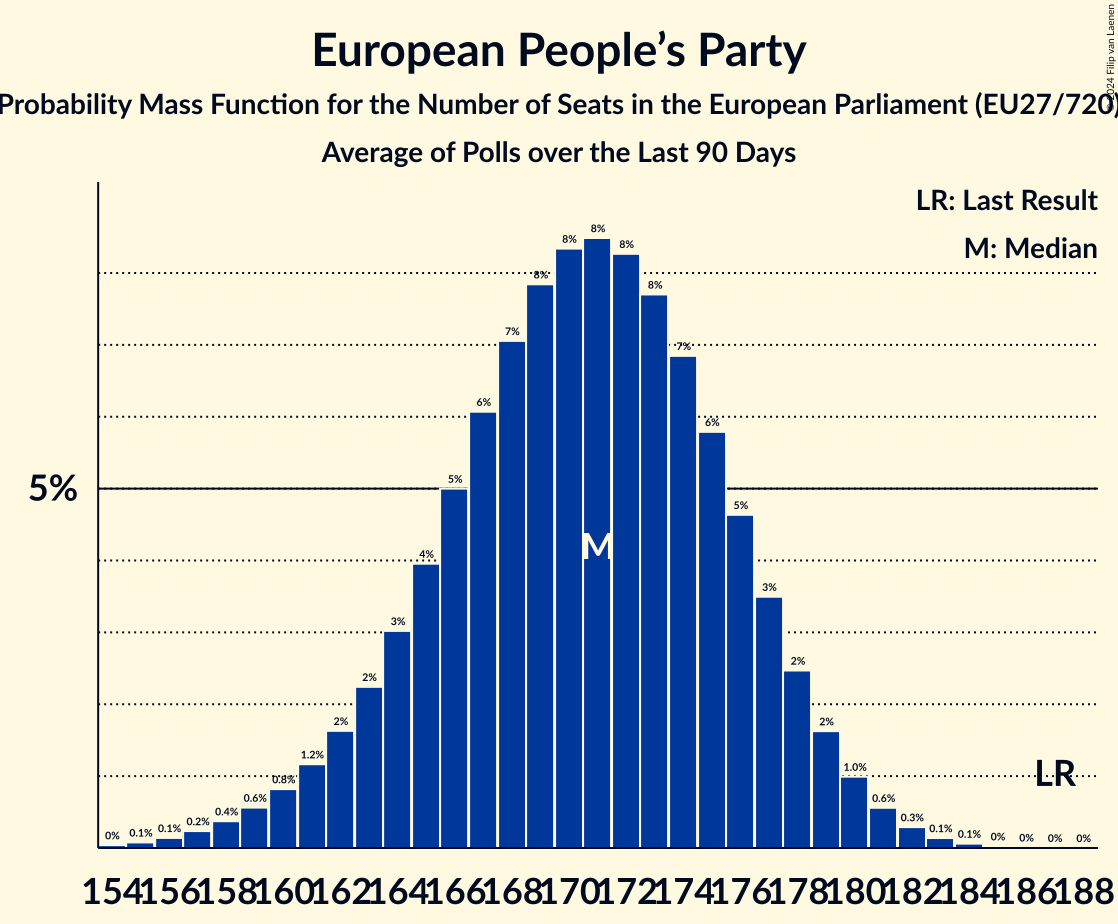 European People’s Party
Probability Mass Function for the Number of Seats in the European Parliament (EU27/720)
Average of Polls over the Last 90 Days
©2024 Filip van Laenen
LR: Last Result
M: Median
5%
0% 0.1% 0.1% 0.2% 0.4% 0.6% 0.8% 1.2% 2% 2% 3% 4% 5% 6% 7% 8% 8% 8% 8% 8% 7% 6% 5% 3% 2% 2% 1.0% 0.6% 0.3% 0.1% 0.1% 0% 0% 0% 0%
M
LR
154 156 158 160 162 164 166 168 170 172 174 176 178 180 182 184 186 188